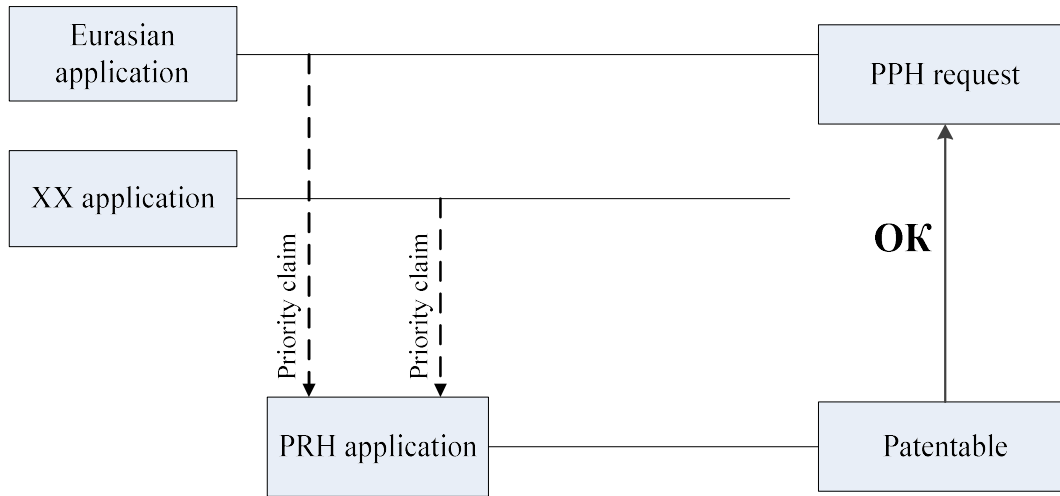 Eurasian
application
PPH request
XX application
OK
Priority claim
Priority claim
PRH application
Patentable